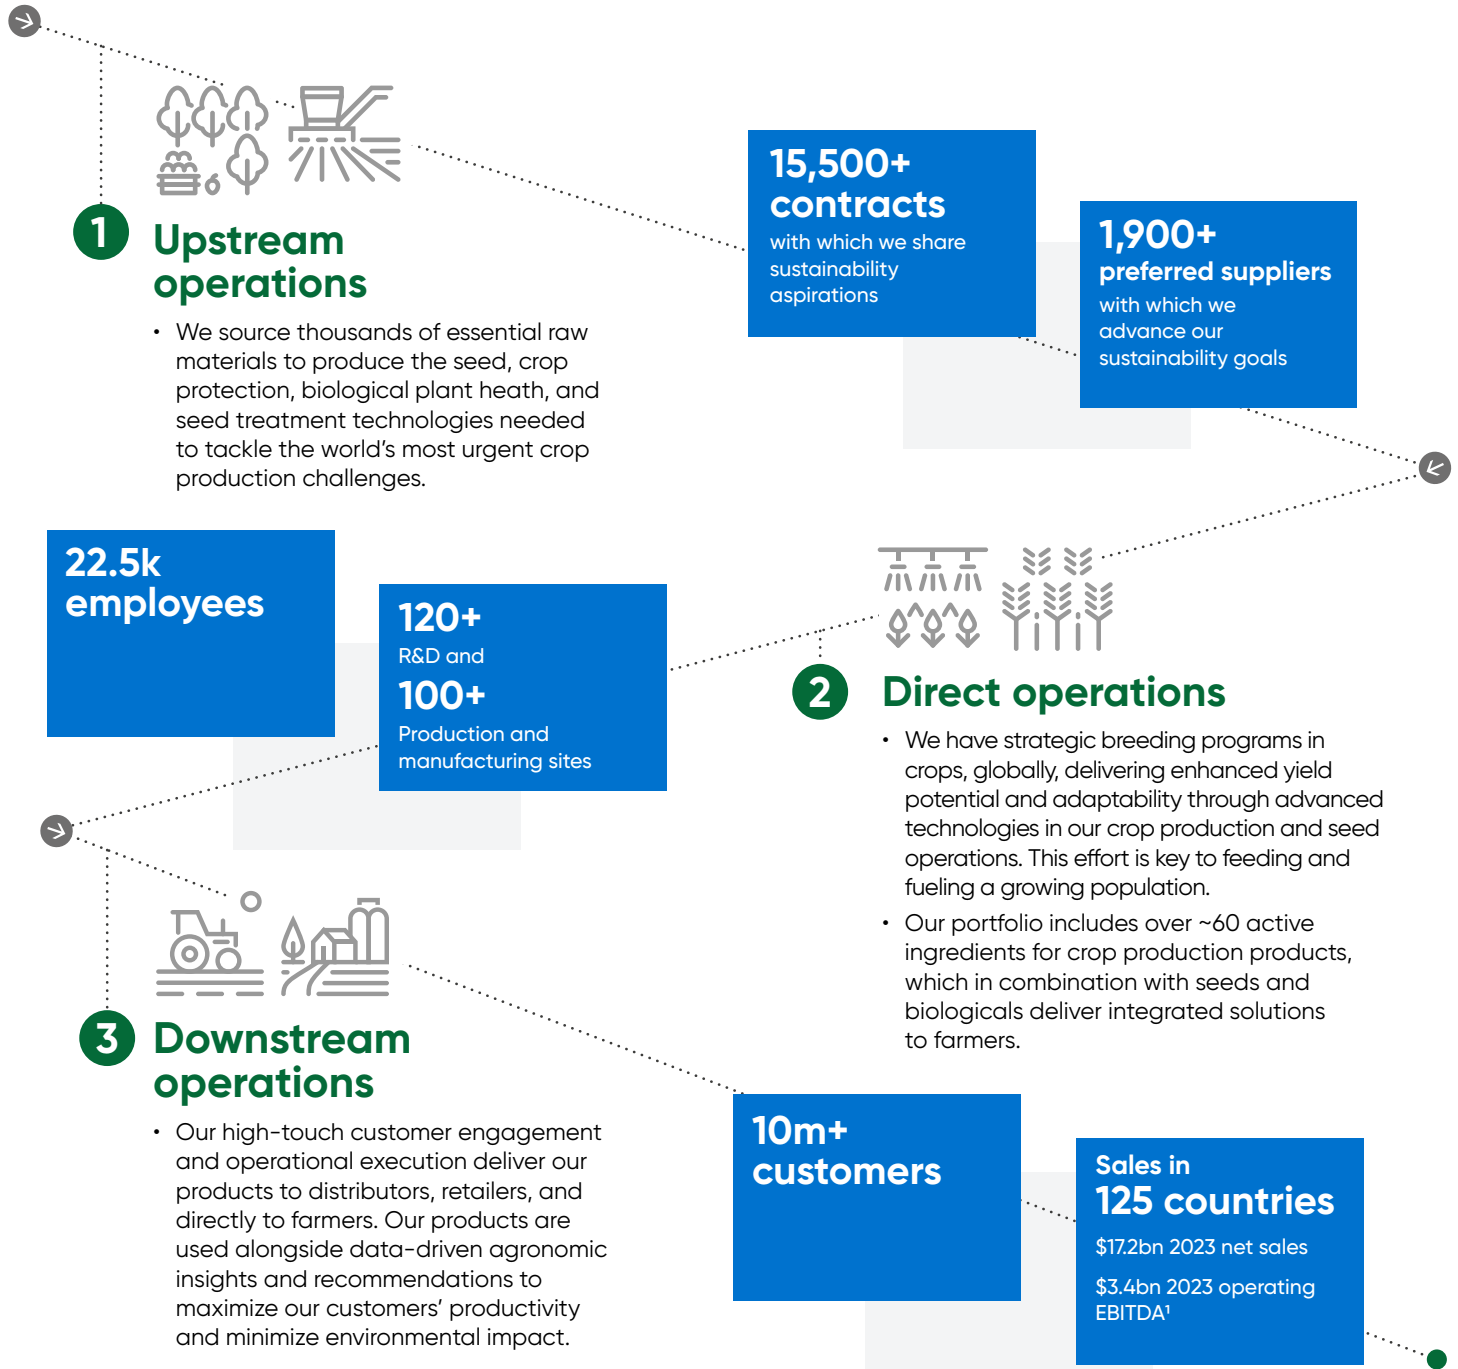 1
Upstream
operations
• We source thousands of essential raw
materials to produce the seed, crop
protection, biological plant heath, and
seed treatment technologies needed
to tackle the world's most urgent crop
production challenges.
15,500+
contracts
with which we share
sustainability
aspirations
1,900+
preferred suppliers
with which we
advance our
sustainability goals
2
Direct operations
• We have strategic breeding programs in
crops, globally, delivering enhanced yield
potential and adaptability through advanced
technologies in our crop production and seed
operations. This effort is key to feeding and
fueling a growing population.
• Our portfolio includes over ~60 active
ingredients for crop production products,
which in combination with seeds and
biologicals deliver integrated solutions
to farmers.
22.5k
employees
120+
R&D and
100+
Production and
manufacturing sites
3
Downstream
operations
• Our high-touch customer engagement
and operational execution deliver our
products to distributors, retailers, and
directly to farmers. Our products are
used alongside data-driven agronomic
insights and recommendations to
maximize our customers' productivity
and minimize environmental impact.
10m+
customers
Sales in
125 countries
$17.2bn 2023 net sales
$3.4bn 2023 operating
EBITDA¹